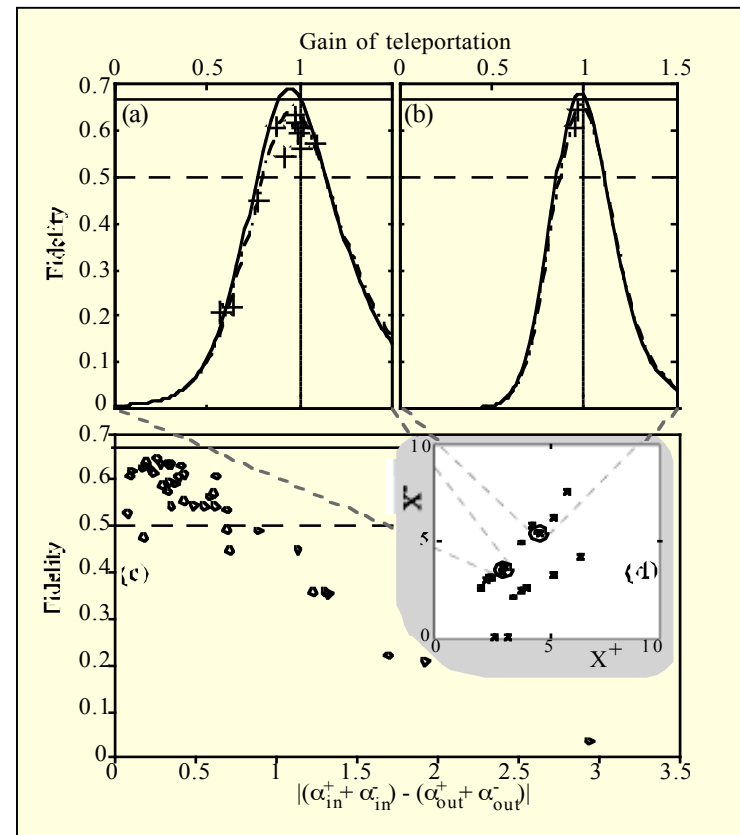 Gain of teleportation
0 0.5 1 0 0.5 1 1.5
0.7
0.6
0.5
0.4
0.3
0.2
0.1
0
Fidelity
(a)
(b)
0.7
0.6
0.5
0.4
0.3
0.2
0.1
0
Fidelity
(c)
10
5
0
X-
(d)
0 5 10
X+
0 0.5 1 1.5 2 2.5 3 3.5
|(α+in + α-in) - (α+out + α-out)|